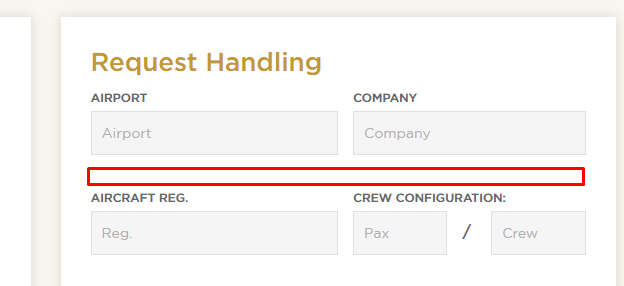 Request Handling
AIRPORT COMPANY
Airport Company
AIRCRAFT REG. CREW CONFIGURATION:
Reg. Pax / Crew